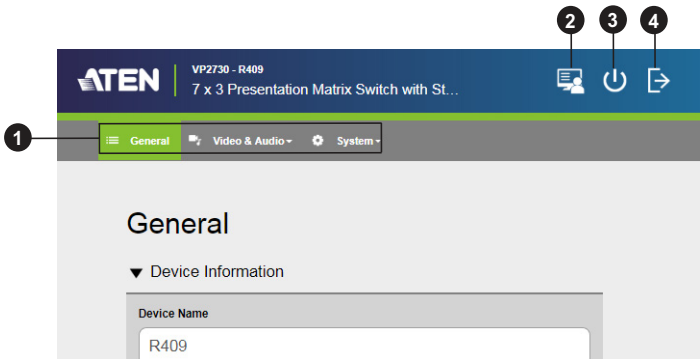 2 3 4
ATEN
VP2730 - R409
7 x 3 Presentation Matrix Switch with St...
1
General Video & Audio System
General
Device Information
Device Name
R409